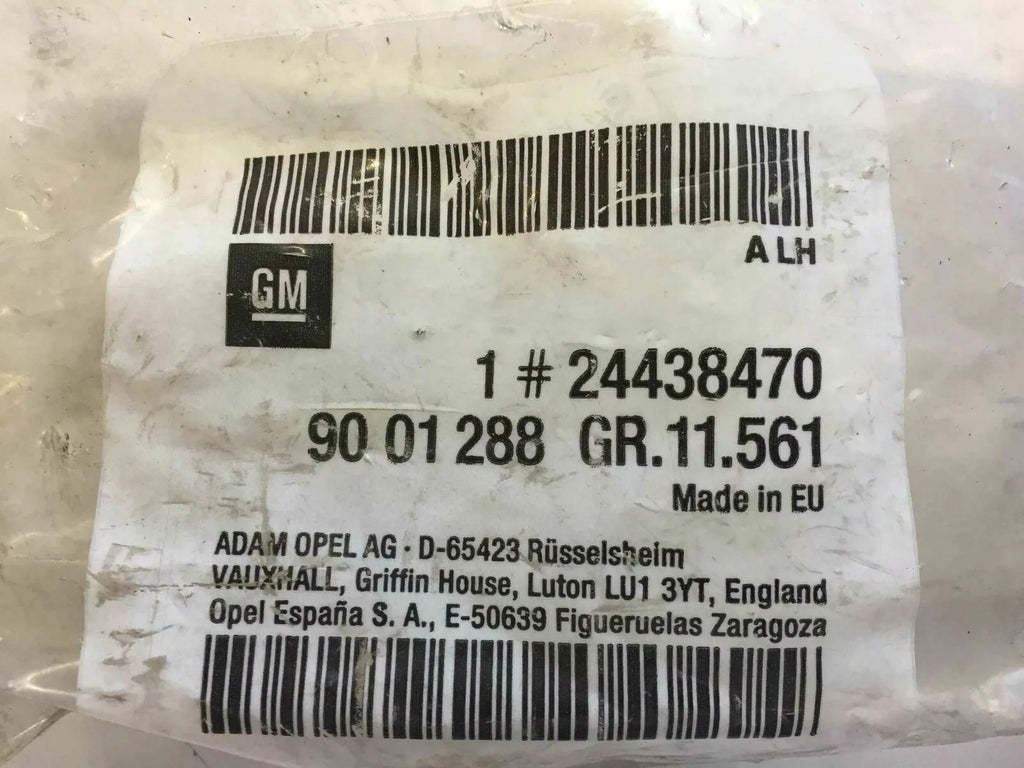 A LH
GM
1 # 24438470
90 01 288 GR.11.561
Made in EU
ADAM OPEL AG · D-65423 Rüsselsheim
VAUXHALL, Griffin House, Luton LU1 3YT, England
Opel España S. A., E-50639 Figueruelas Zaragoza